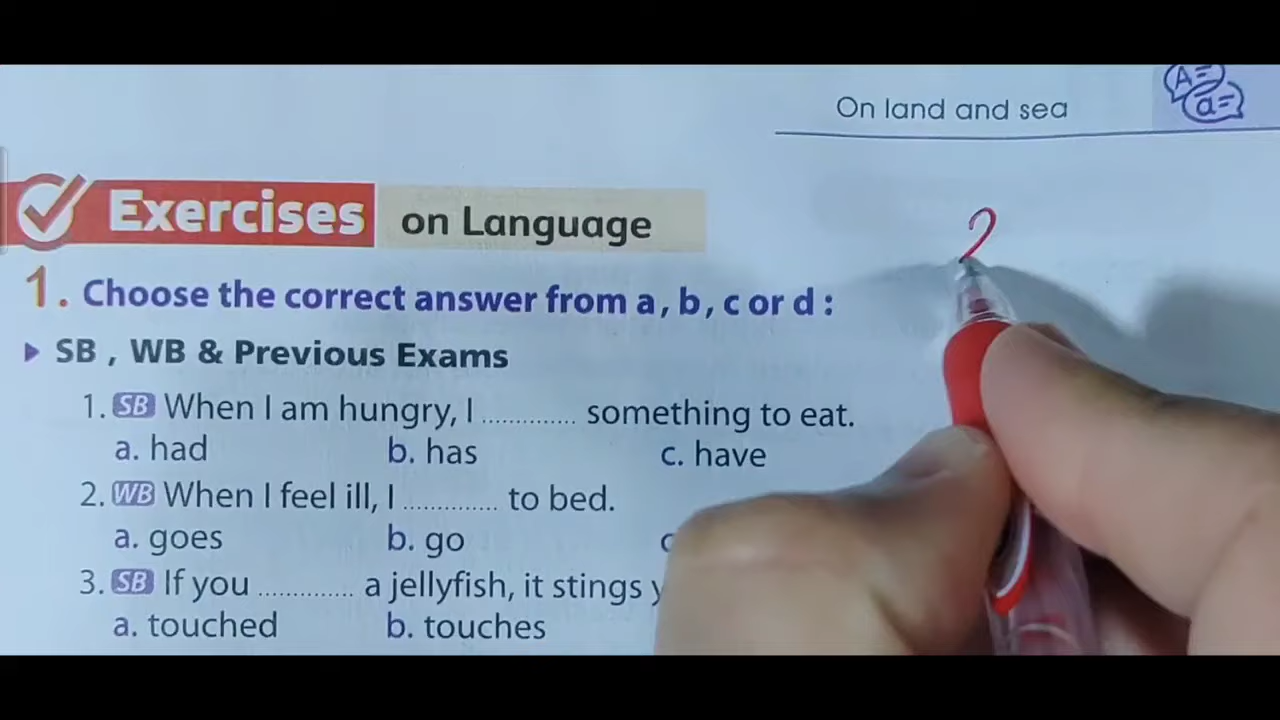 On land and sea
A= a=
Exercises on Language
1. Choose the correct answer from a, b, c or d :
SB , WB & Previous Exams
1. SB When I am hungry, I .............. something to eat.
a. had b. has c. have
2. WB When I feel ill, I .............. to bed.
a. goes b. go
3. SB If you .............. a jellyfish, it stings
a. touched b. touches
2